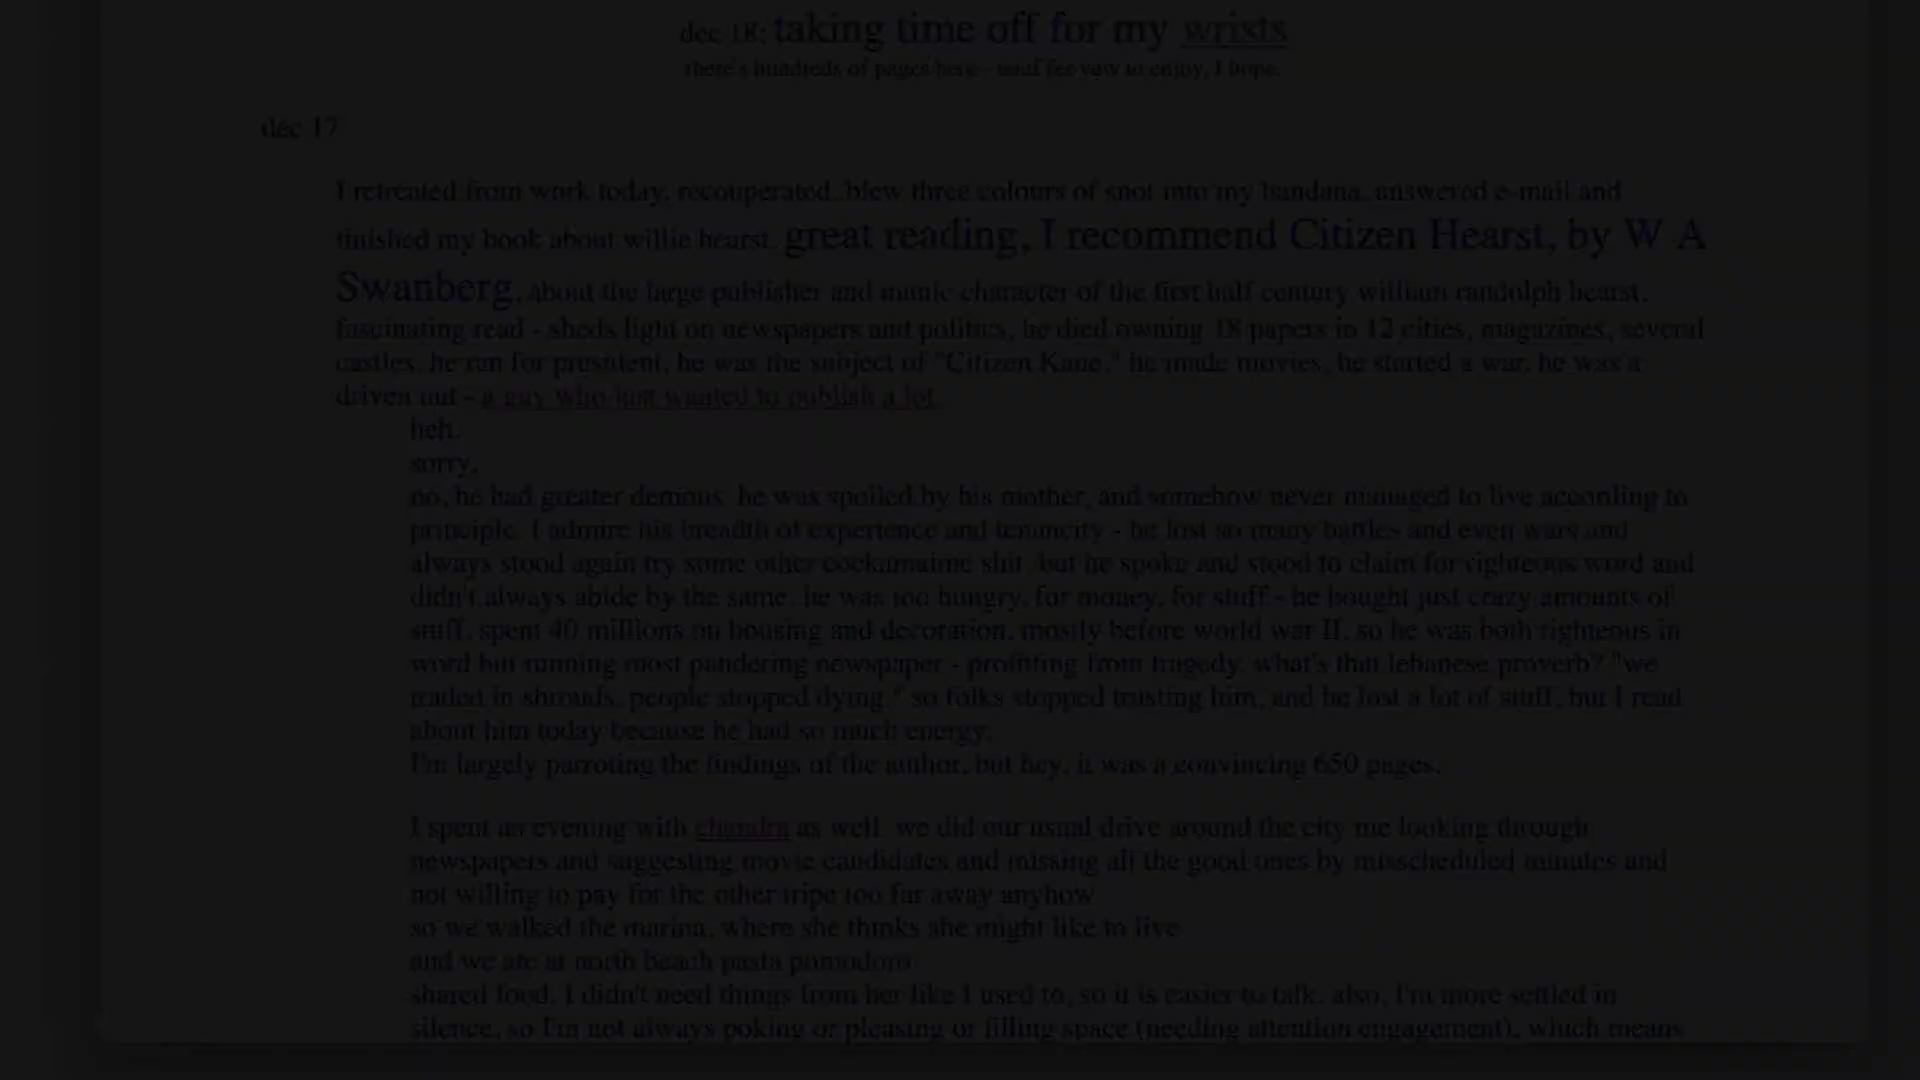 dec 18: taking time off for my wrists
there's hundreds of pages here - to enjoy, I hope.
dec 17
I retreated from work today, recouperated. blew three colours of snot into my bandana. answered e-mail and
finished my book about willie hearst. great reading, I recommend Citizen Hearst, by W A
Swanberg, about the large publisher and manic character of the first half century william randolph hearst.
fascinating read - sheds light on newspapers and politics, he died owning 18 papers in 12 cities, magazines, several
castles. he ran for president, he was the subject of "Citizen Kane," he made movies, he started a war. he was a
driven nut - a guy who just wanted to publish a lot.
heh.
sorry.
no, he had greater demons. he was spoiled by his mother, and somehow never managed to live according to
principle. I admire his breadth of experience and tenuncity - he lost so many battles and even wars and
always stood again try some other cockamaime shit. but he spoke and stood to claim for righteous word and
didn't always abide by the same. he was too hungry, for money, for stuff - he bought just crazy amounts of
stuff. spent 40 millions on housing and decoration, mostly before world war II. so he was both righteous in
word but running most pandering newspaper - profiting from tragedy. what's that lebanese proverb? "we
traded in shrouds, people stopped dying." so folks stopped trusting him, and he lost a lot of stuff, but I read
about him today because he had so much energy.
I'm largely parroting the findings of the author, but hey, it was a convincing 650 pages.
I spent an evening with chandra as well. we did our usual drive around the city me looking through
newspapers and suggesting movie candidates and missing all the good ones by misscheduled minutes and
not willing to pay for the other tripe too far away anyhow
so we walked the marina, where she thinks she might like to live
and we ate at north beach pasta pomodoro
shared food. I didn't need things from her like I used to, so it is easier to talk. also, I'm more settled in
silence, so I'm not always poking or pleasing or filling space (needing attention engagement), which means